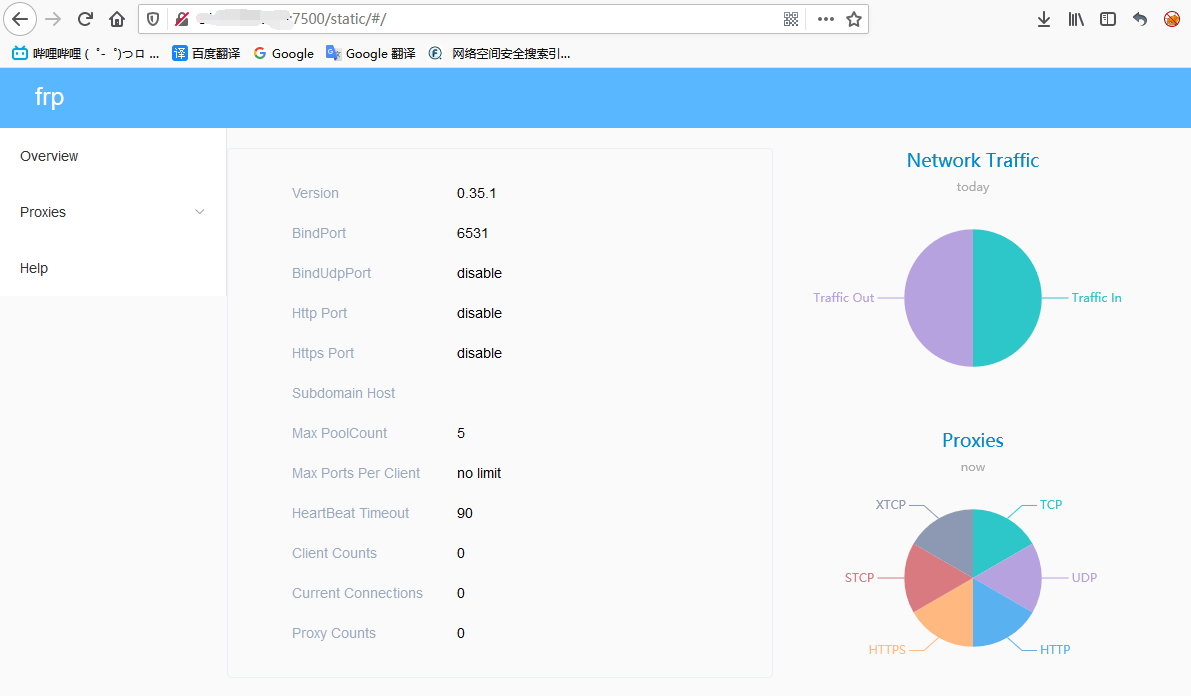 :7500/static/#/
哔哩哔哩 ( ゜- ゜)つロ ...
译 百度翻译
Google
Google 翻译
网络空间安全搜索引...
frp
Overview
Proxies
Help
Version 0.35.1
BindPort 6531
BindUdpPort disable
Http Port disable
Https Port disable
Subdomain Host
Max PoolCount 5
Max Ports Per Client no limit
HeartBeat Timeout 90
Client Counts 0
Current Connections 0
Proxy Counts 0
Network Traffic
today
Traffic Out
Traffic In
Proxies
now
XTCP
TCP
STCP
UDP
HTTPS
HTTP